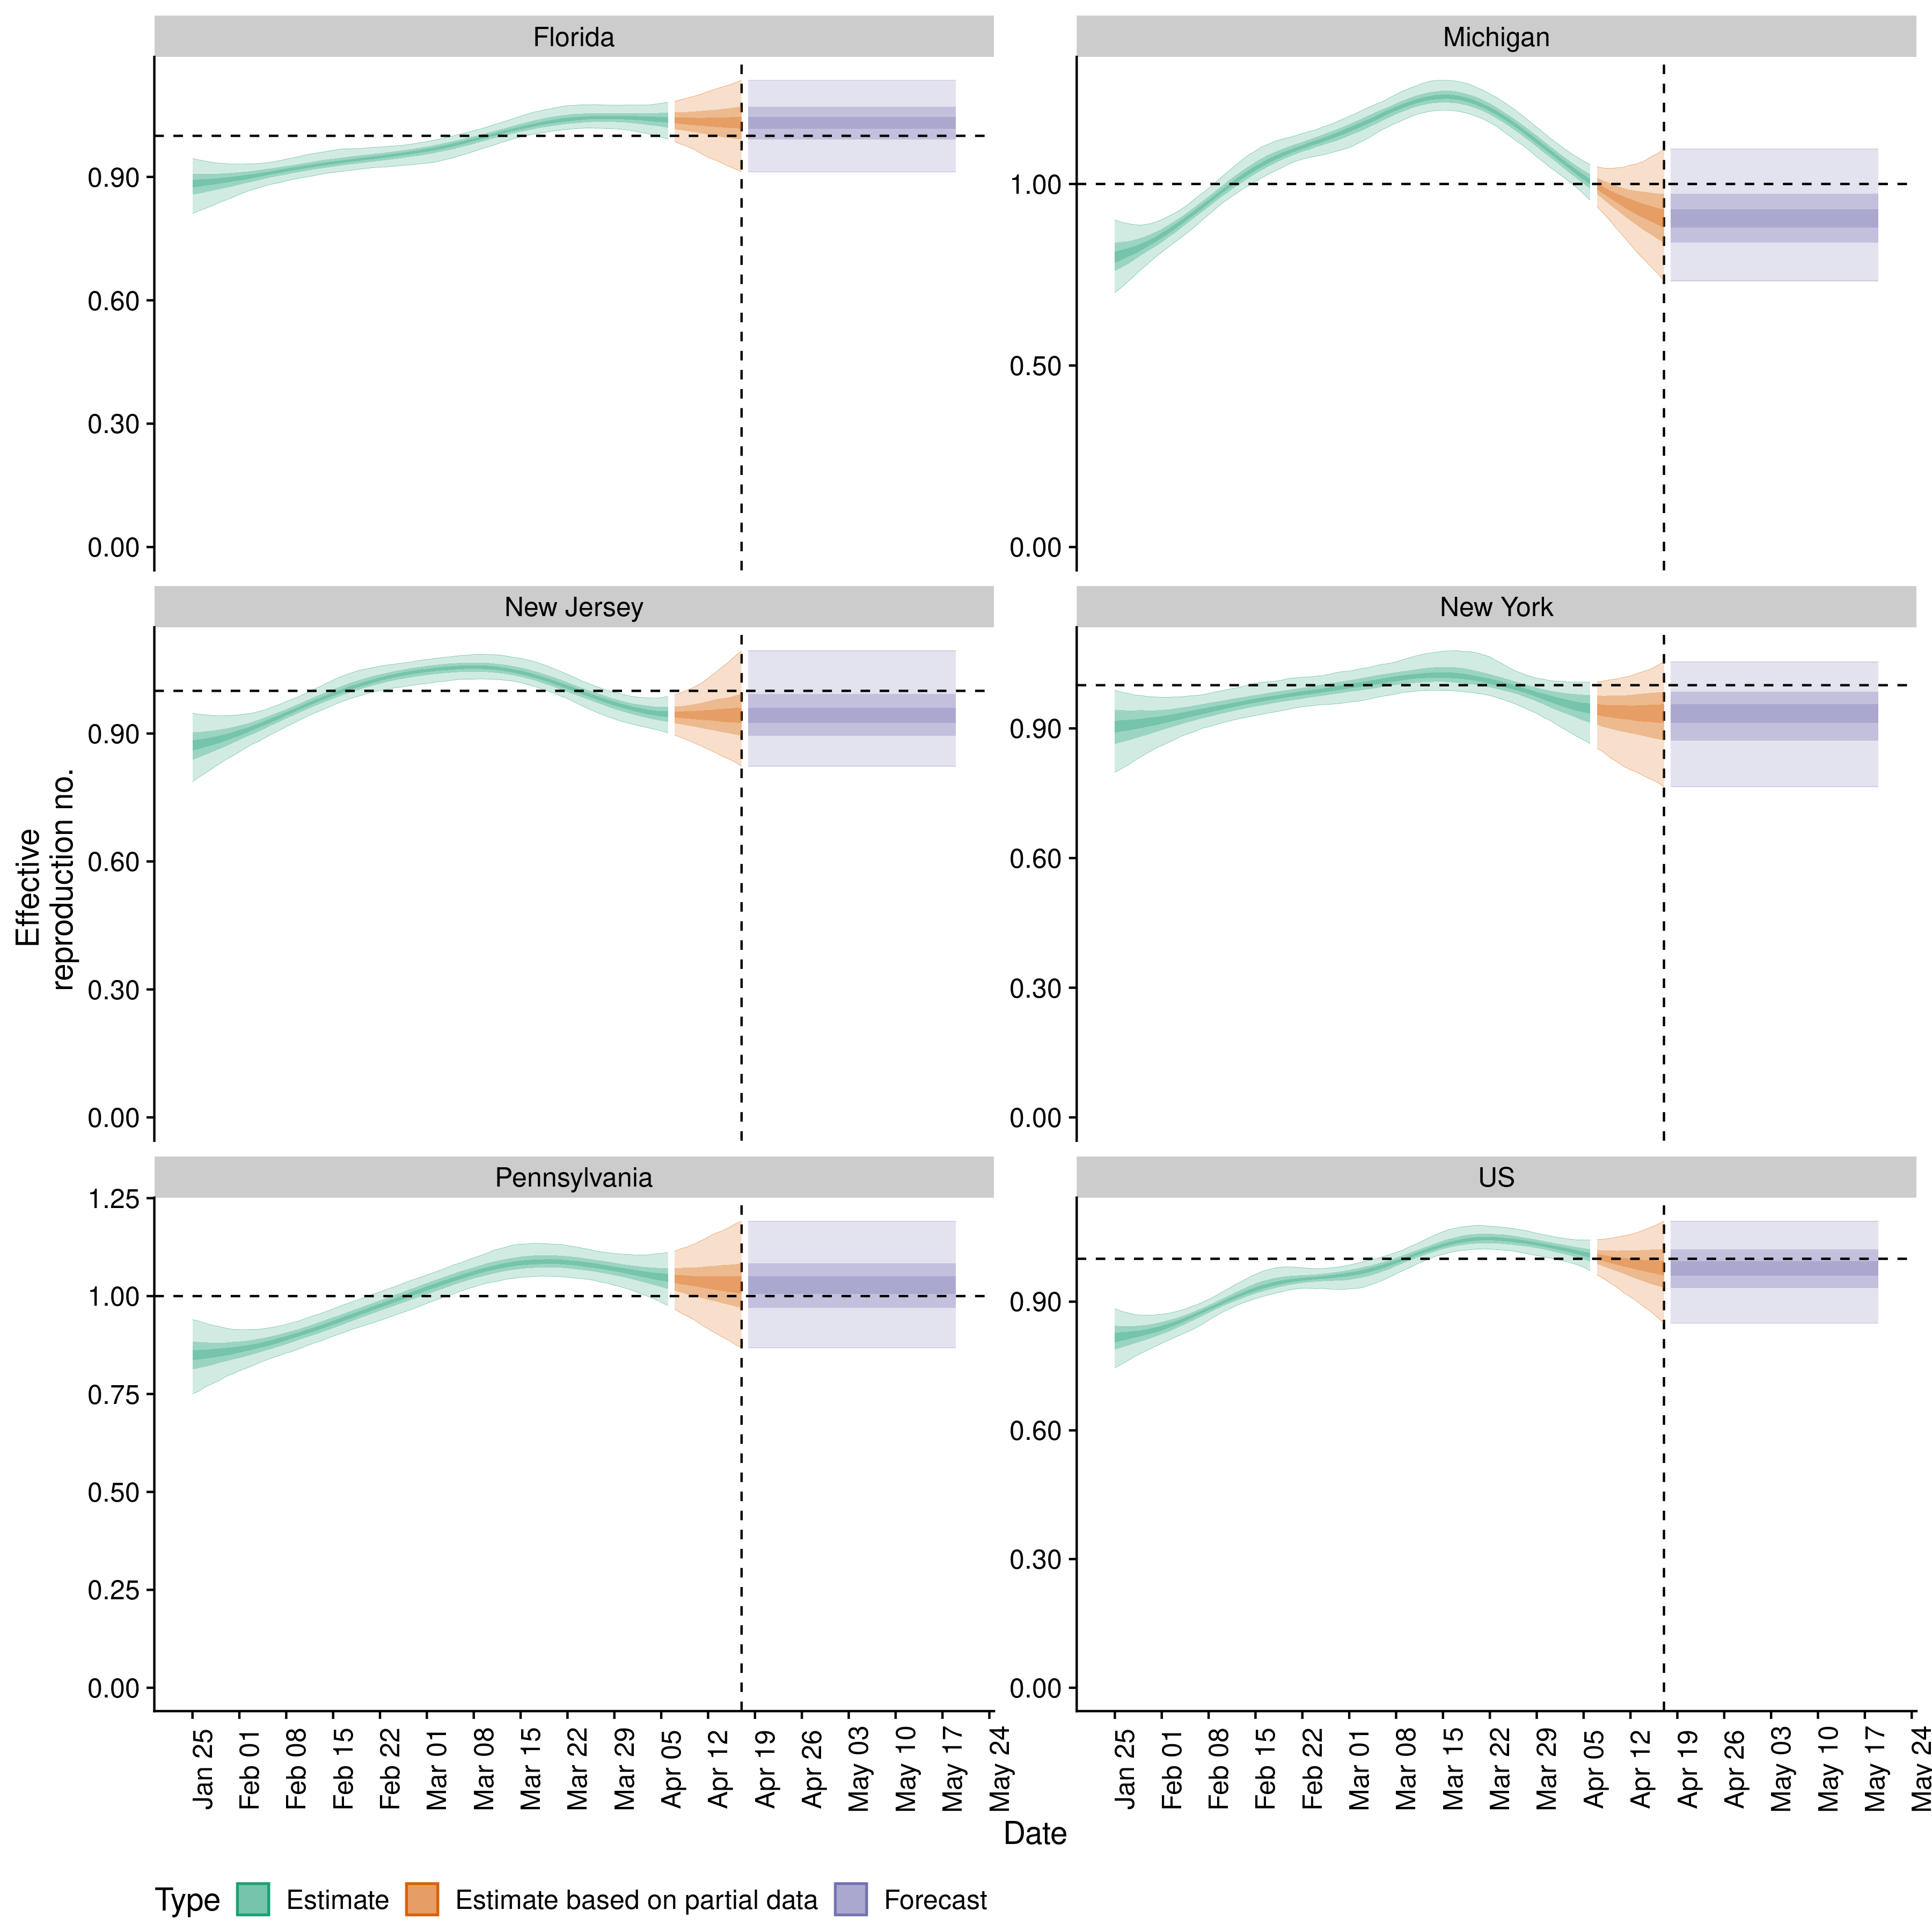 Florida
Michigan
0.90
0.60
0.30
0.00
1.00
0.50
0.00
New Jersey
New York
0.90
0.60
0.30
0.00
0.90
0.60
0.30
0.00
Effective
reproduction no.
Pennsylvania
US
1.25
1.00
0.75
0.50
0.25
0.00
0.90
0.60
0.30
0.00
Jan 25
Feb 01
Feb 08
Feb 15
Feb 22
Mar 01
Mar 08
Mar 15
Mar 22
Mar 29
Apr 05
Apr 12
Apr 19
Apr 26
May 03
May 10
May 17
May 24
Jan 25
Feb 01
Feb 08
Feb 15
Feb 22
Mar 01
Mar 08
Mar 15
Mar 22
Mar 29
Apr 05
Apr 12
Apr 19
Apr 26
May 03
May 10
May 17
May 24
Date
Type Estimate Estimate based on partial data Forecast